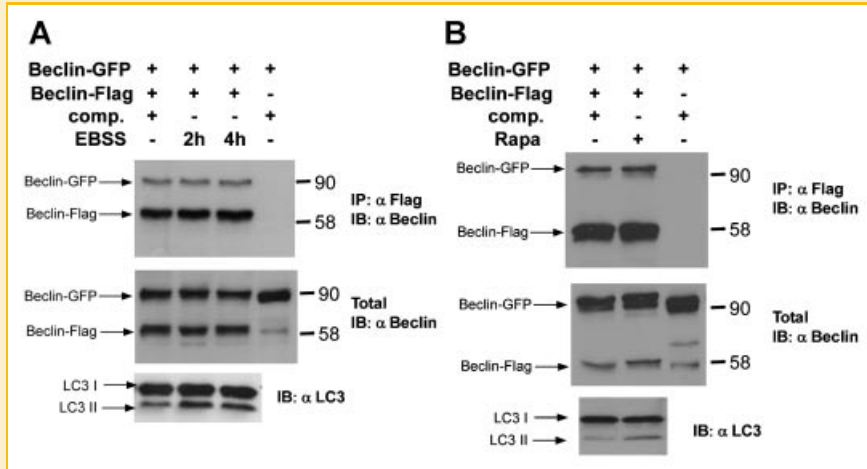 A
Beclin-GFP + + + +
Beclin-Flag + + + -
comp. + - - +
EBSS - 2h 4h -
Beclin-GFP
Beclin-Flag
90
58
IP: α Flag
IB: α Beclin
Beclin-GFP
Beclin-Flag
90
58
Total
IB: α Beclin
LC3 I
LC3 II
IB: α LC3
B
Beclin-GFP + + +
Beclin-Flag + + -
comp. + - +
Rapa - + -
Beclin-GFP
Beclin-Flag
90
58
IP: α Flag
IB: α Beclin
Beclin-GFP
Beclin-Flag
90
58
Total
IB: α Beclin
LC3 I
LC3 II
IB: α LC3